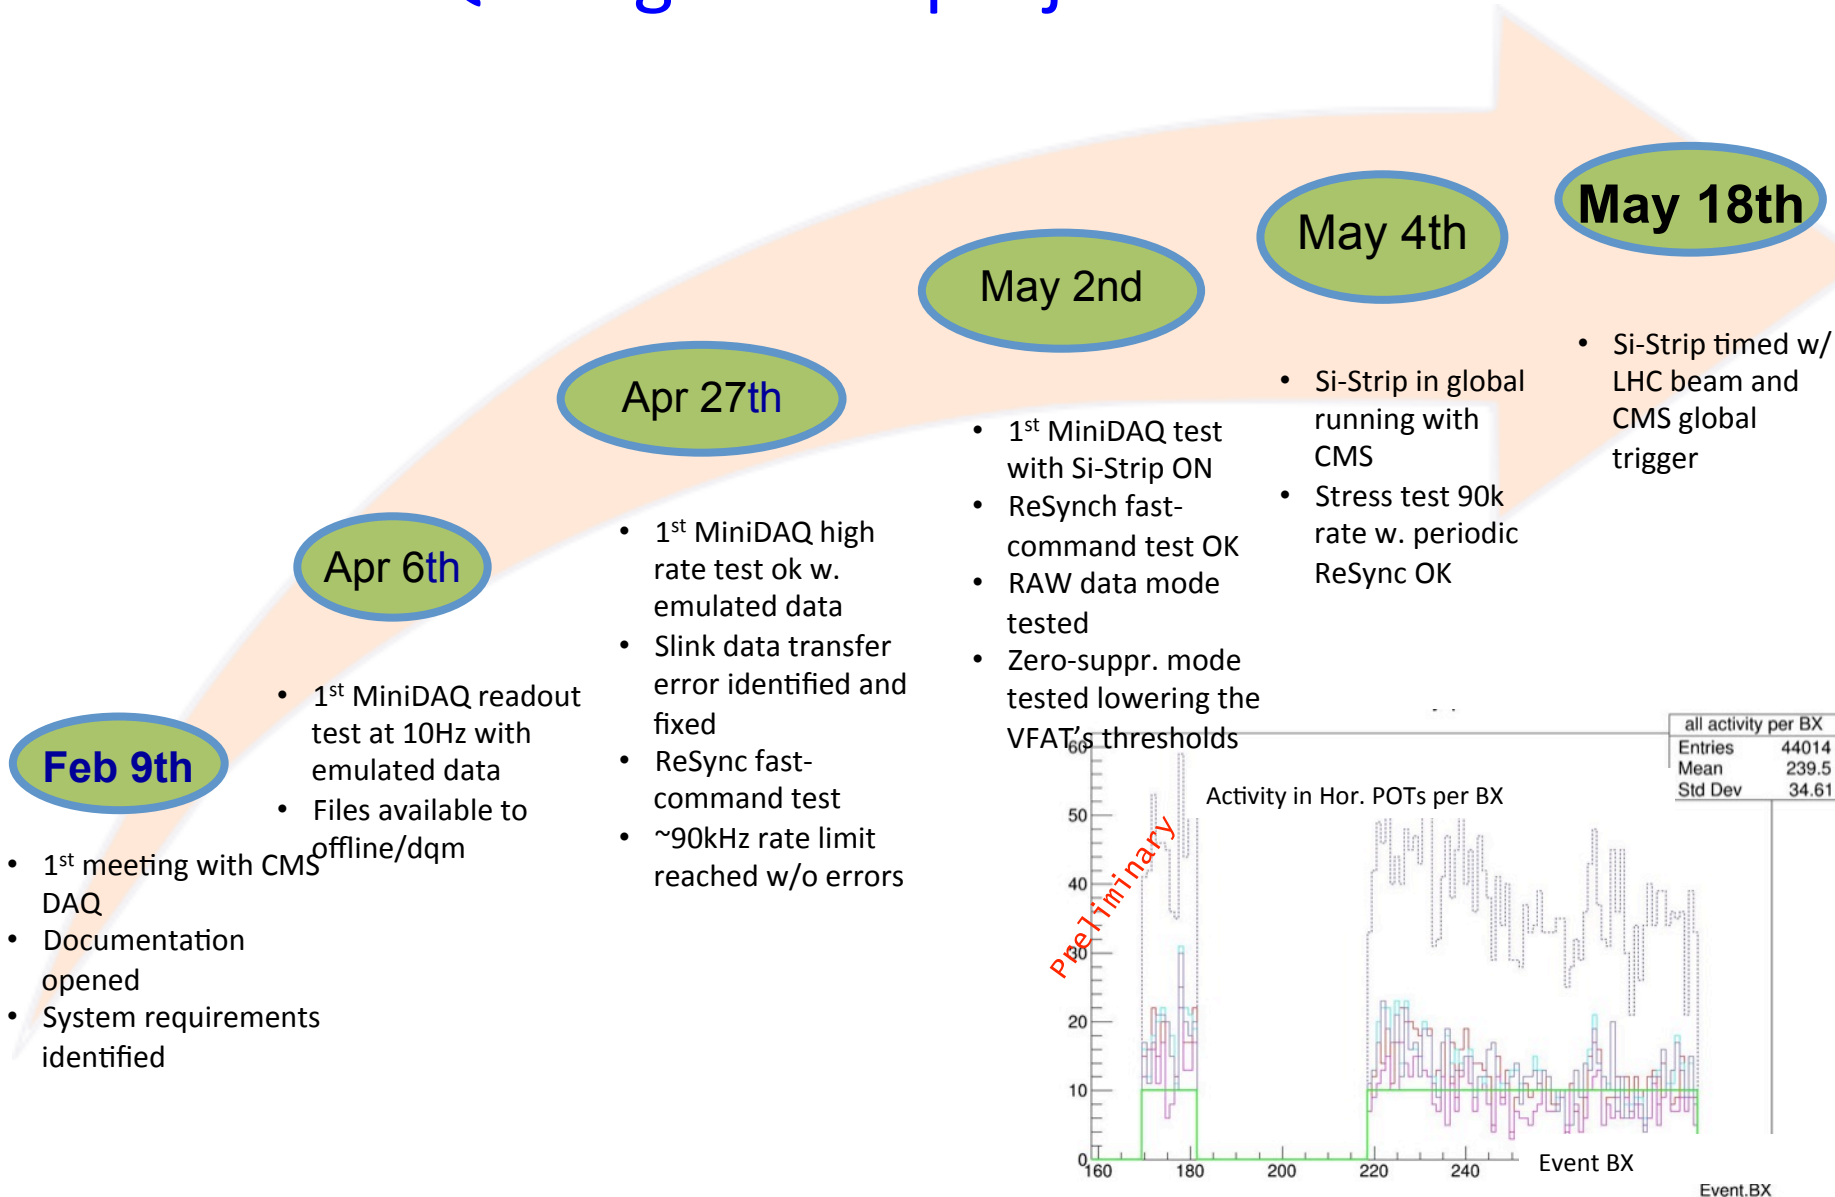 Feb 9th
• 1st meeting with CMS
DAQ
• Documentation
opened
• System requirements
identified
Apr 6th
• 1st MiniDAQ readout
test at 10Hz with
emulated data
• Files available to
offline/dqm
Apr 27th
• 1st MiniDAQ high
rate test ok w.
emulated data
• Slink data transfer
error identified and
fixed
• ReSync fast-
command test
• ~90kHz rate limit
reached w/o errors
May 2nd
• 1st MiniDAQ test
with Si-Strip ON
• ReSynch fast-
command test OK
• RAW data mode
tested
• Zero-suppr. mode
tested lowering the
VFAT's thresholds
May 4th
• Si-Strip in global
running with
CMS
• Stress test 90k
rate w. periodic
ReSync OK
May 18th
• Si-Strip timed w/
LHC beam and
CMS global
trigger
all activity per BX
Entries 44014
Mean 239.5
Std Dev 34.61
Activity in Hor. POTs per BX
Preliminary
60
50
40
30
20
10
0
160 180 200 220 240
Event BX
Event.BX